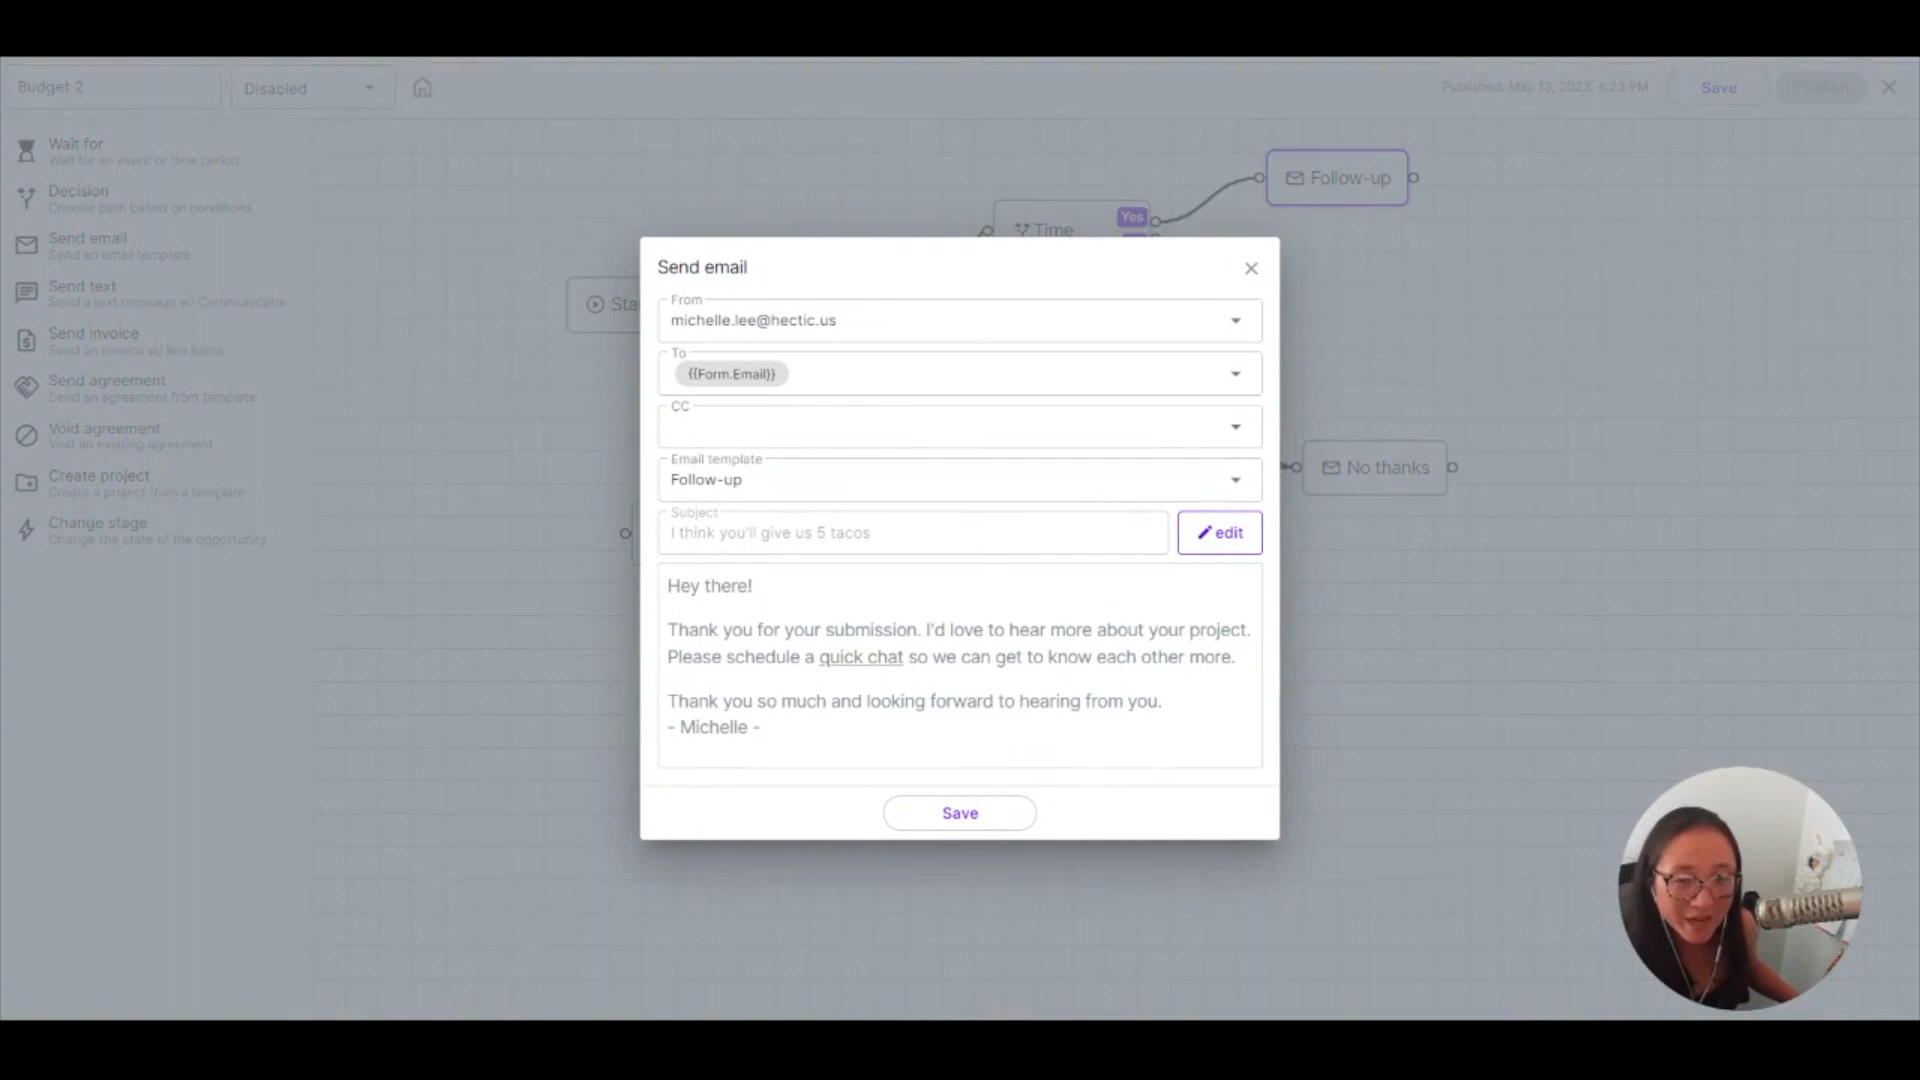 Budget 2
Disabled
Published: May 13, 2023, 4:23 PM
Save
Publish
Wait for
Wait for an event or time period
Decision
Choose path based on conditions
Send email
Send an email template
Send text
Send a text message w/ Communicator
Send invoice
Send an invoice w/ line items
Send agreement
Send an agreement from template
Void agreement
Void an existing agreement
Create project
Create a project from a template
Change stage
Change the state of the opportunity
Follow-up
Yes
Time
Sta
No thanks
Send email
From
michelle.lee@hectic.us
To
{{Form.Email}}
CC
Email template
Follow-up
Subject
I think you'll give us 5 tacos
edit
Hey there!
Thank you for your submission. I'd love to hear more about your project.
Please schedule a quick chat so we can get to know each other more.
Thank you so much and looking forward to hearing from you.
- Michelle -
Save